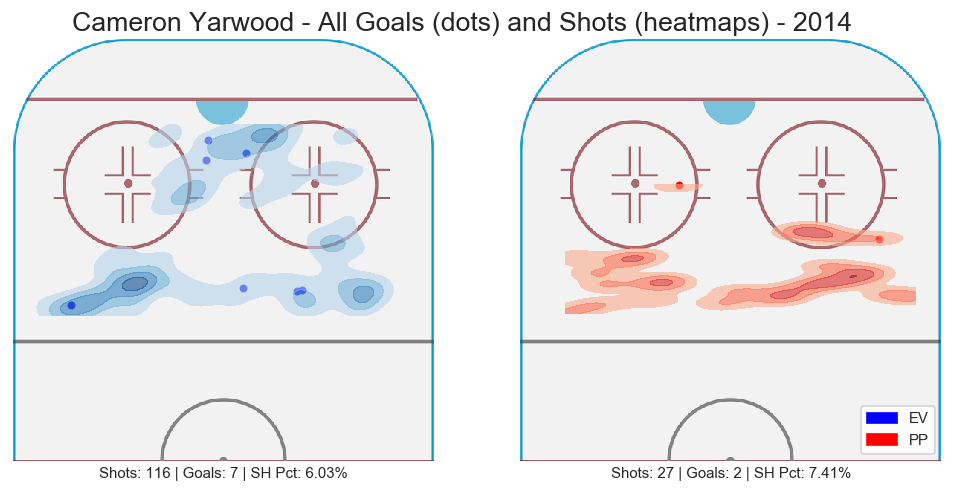 Cameron Yarwood - All Goals (dots) and Shots (heatmaps) - 2014
EV
PP
Shots: 116 | Goals: 7 | SH Pct: 6.03%
Shots: 27 | Goals: 2 | SH Pct: 7.41%